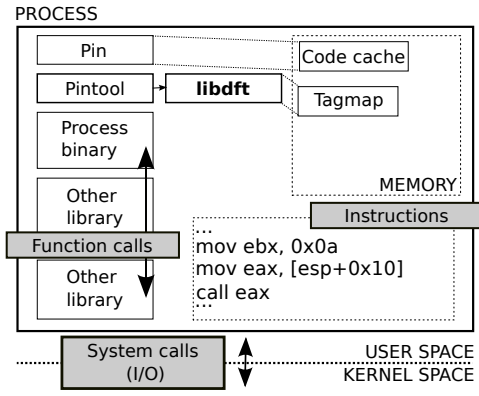 PROCESS
Pin
Code cache
Pintool
libdft
Tagmap
Process
binary
MEMORY
Other
library
Instructions
Function calls
...
mov ebx, 0x0a
mov eax, [esp+0x10]
call eax
...
Other
library
System calls
(I/O)
USER SPACE
KERNEL SPACE